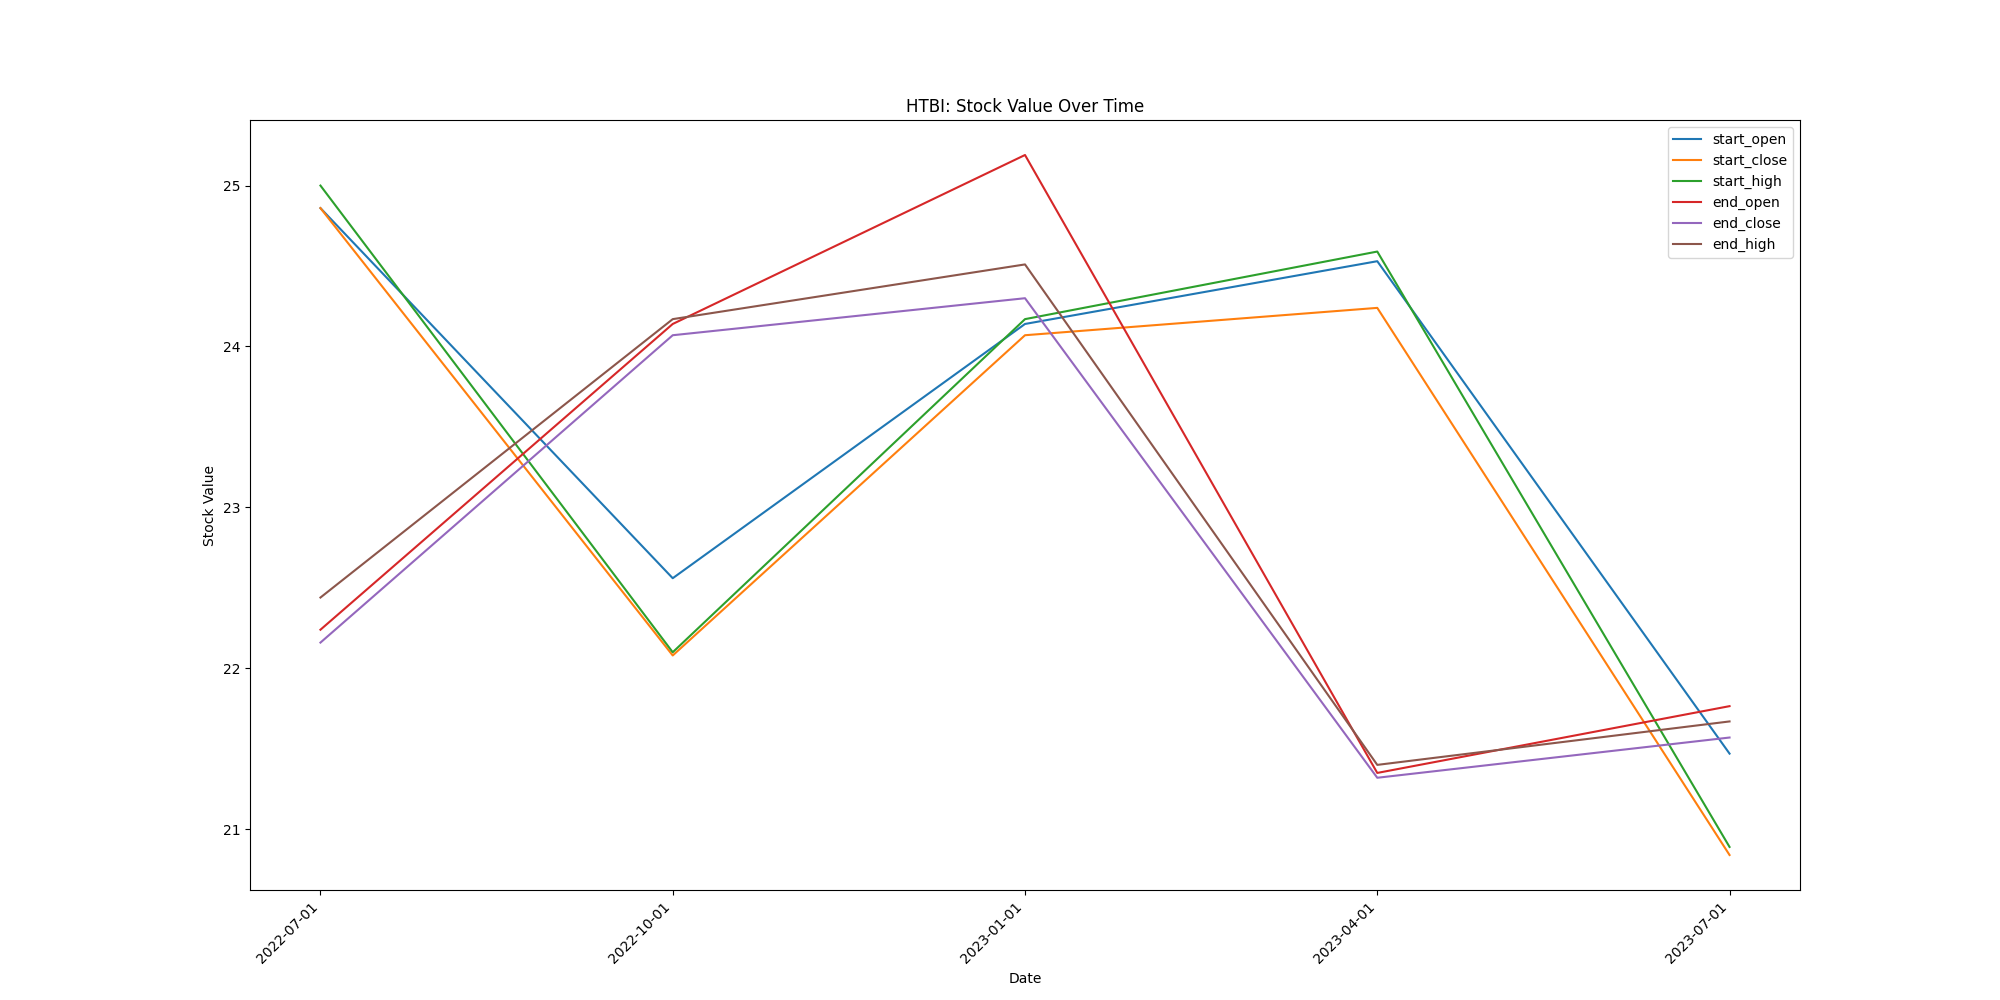 HTBI: Stock Value Over Time
start_open
start_close
start_high
end_open
end_close
end_high
Stock Value
25
24
23
22
21
2022-07-01
2022-10-01
2023-01-01
2023-04-01
2023-07-01
Date